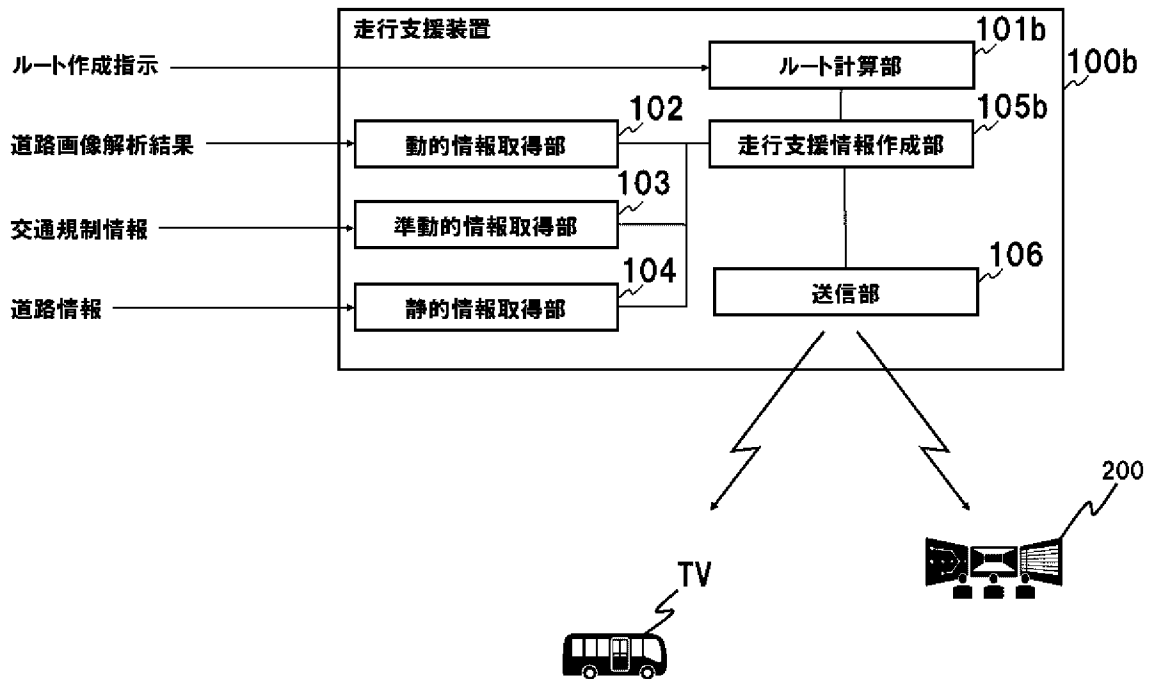 走行支援装置
101b
ルート作成指示
ルート計算部
100b
102
105b
道路画像解析結果
動的情報取得部
走行支援情報作成部
103
交通規制情報
準動的情報取得部
104
106
道路情報
静的情報取得部
送信部
200
TV